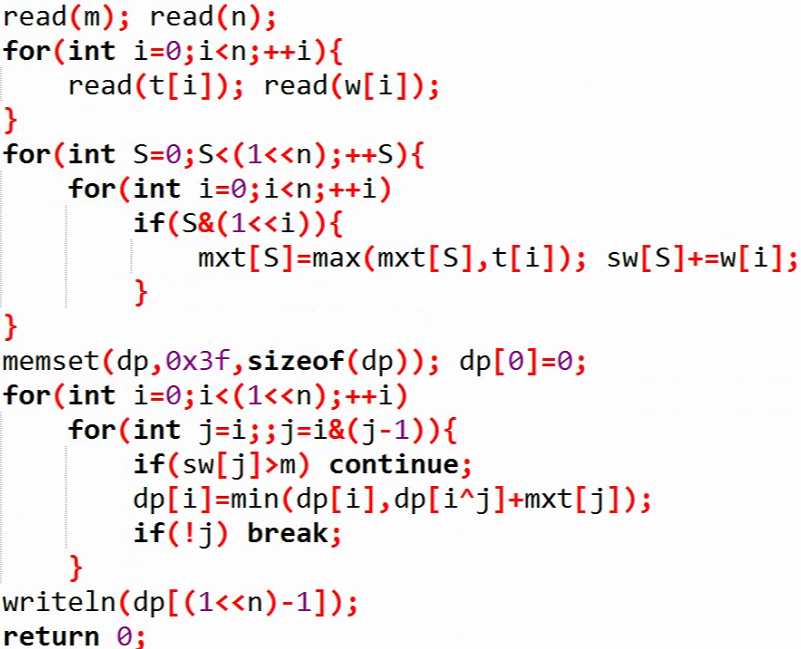 read(m); read(n);
for(int i=0;i<n;++i){
    read(t[i]); read(w[i]);
}
for(int S=0;S<(1<<n);++S){
    for(int i=0;i<n;++i)
        if(S&(1<<i)){
            mxt[S]=max(mxt[S],t[i]); sw[S]+=w[i];
        }
}
memset(dp,0x3f,sizeof(dp)); dp[0]=0;
for(int i=0;i<(1<<n);++i)
    for(int j=i;;j=i&(j-1)){
        if(sw[j]>m) continue;
        dp[i]=min(dp[i],dp[i^j]+mxt[j]);
        if(!j) break;
    }
writeln(dp[(1<<n)-1]);
return 0;